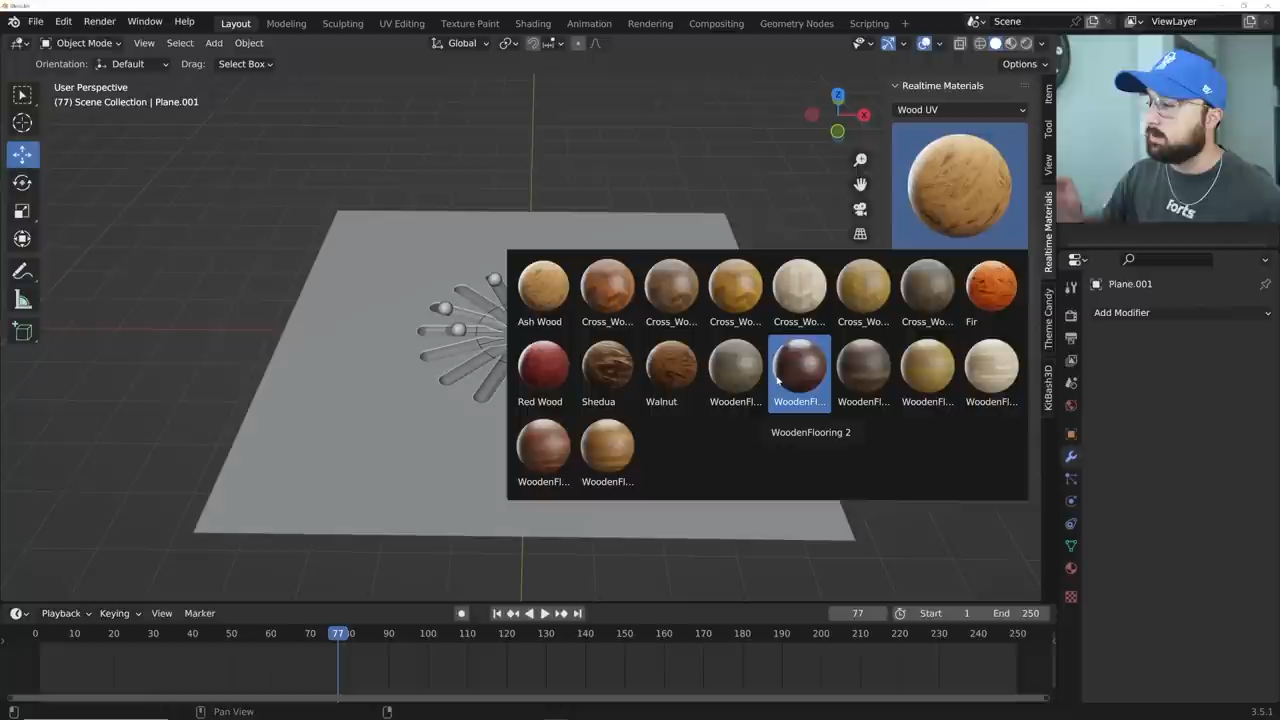 File Edit Render Window Help Layout Modeling Sculpting UV Editing Texture Paint Shading Animation Rendering Compositing Geometry Nodes Scripting + Scene ViewLayer
Object Mode View Select Add Object Global
Orientation: Default Drag: Select Box Options
User Perspective
(77) Scene Collection | Plane.001
Z
X
Realtime Materials
Wood UV
Item
Tool
View
Realtime Materials
Theme Candy
KitBash3D
forts
Plane.001
Add Modifier
Ash Wood Cross_Wo... Cross_Wo... Cross_Wo... Cross_Wo... Cross_Wo... Cross_Wo... Fir
Red Wood Shedua Walnut WoodenFl... WoodenFl... WoodenFl... WoodenFl... WoodenFl...
WoodenFlooring 2
WoodenFl... WoodenFl...
Playback Keying View Marker 77 Start 1 End 250
0 10 20 30 40 50 60 70 77 80 90 100 110 120 130 140 150 160 170 180 190 200 210 220 230 240 250
Pan View 3.5.1